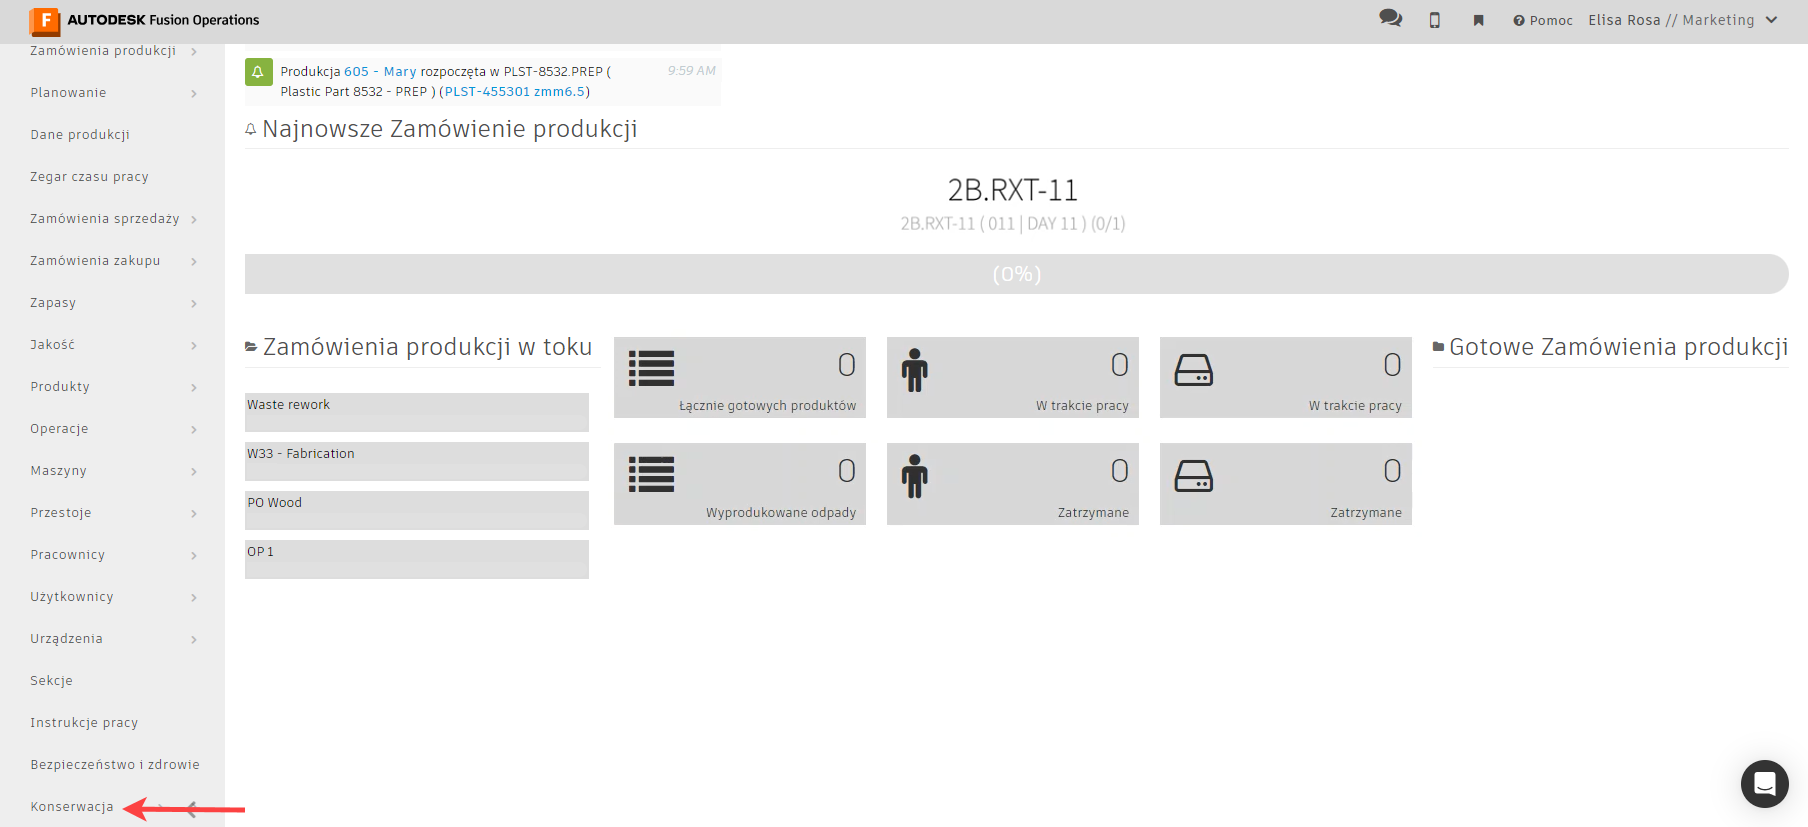 F AUTODESK Fusion Operations
Pomoc
Elisa Rosa // Marketing
Zamówienia produkcji
Planowanie
Dane produkcji
Zegar czasu pracy
Zamówienia sprzedaży
Zamówienia zakupu
Zapasy
Jakość
Produkty
Operacje
Maszyny
Przestoje
Pracownicy
Użytkownicy
Urządzenia
Sekcje
Instrukcje pracy
Bezpieczeństwo i zdrowie
Konserwacja
Produkcja 605 - Mary rozpoczęta w PLST-8532.PREP (
Plastic Part 8532 - PREP ) (PLST-455301 zmm6.5)
9:59 AM
Najnowsze Zamówienie produkcji
2B.RXT-11
2B.RXT-11 ( 011 | DAY 11 ) (0/1)
(0%)
Zamówienia produkcji w toku
Waste rework
W33 - Fabrication
PO Wood
OP 1
0
Łącznie gotowych produktów
0
W trakcie pracy
0
W trakcie pracy
0
Wyprodukowane odpady
0
Zatrzymane
0
Zatrzymane
Gotowe Zamówienia produkcji